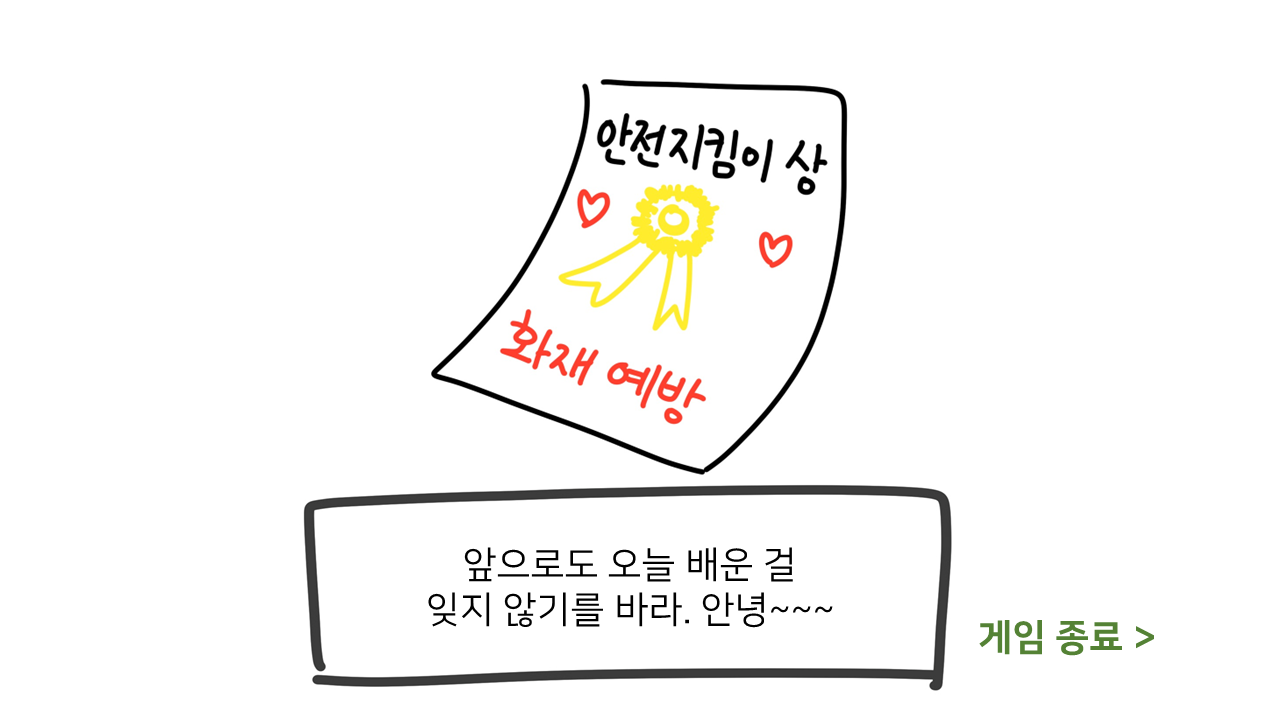 안전지킴이 상
화재 예방
앞으로도 오늘 배운 걸
잊지 않기를 바라. 안녕~~~
게임 종료 >